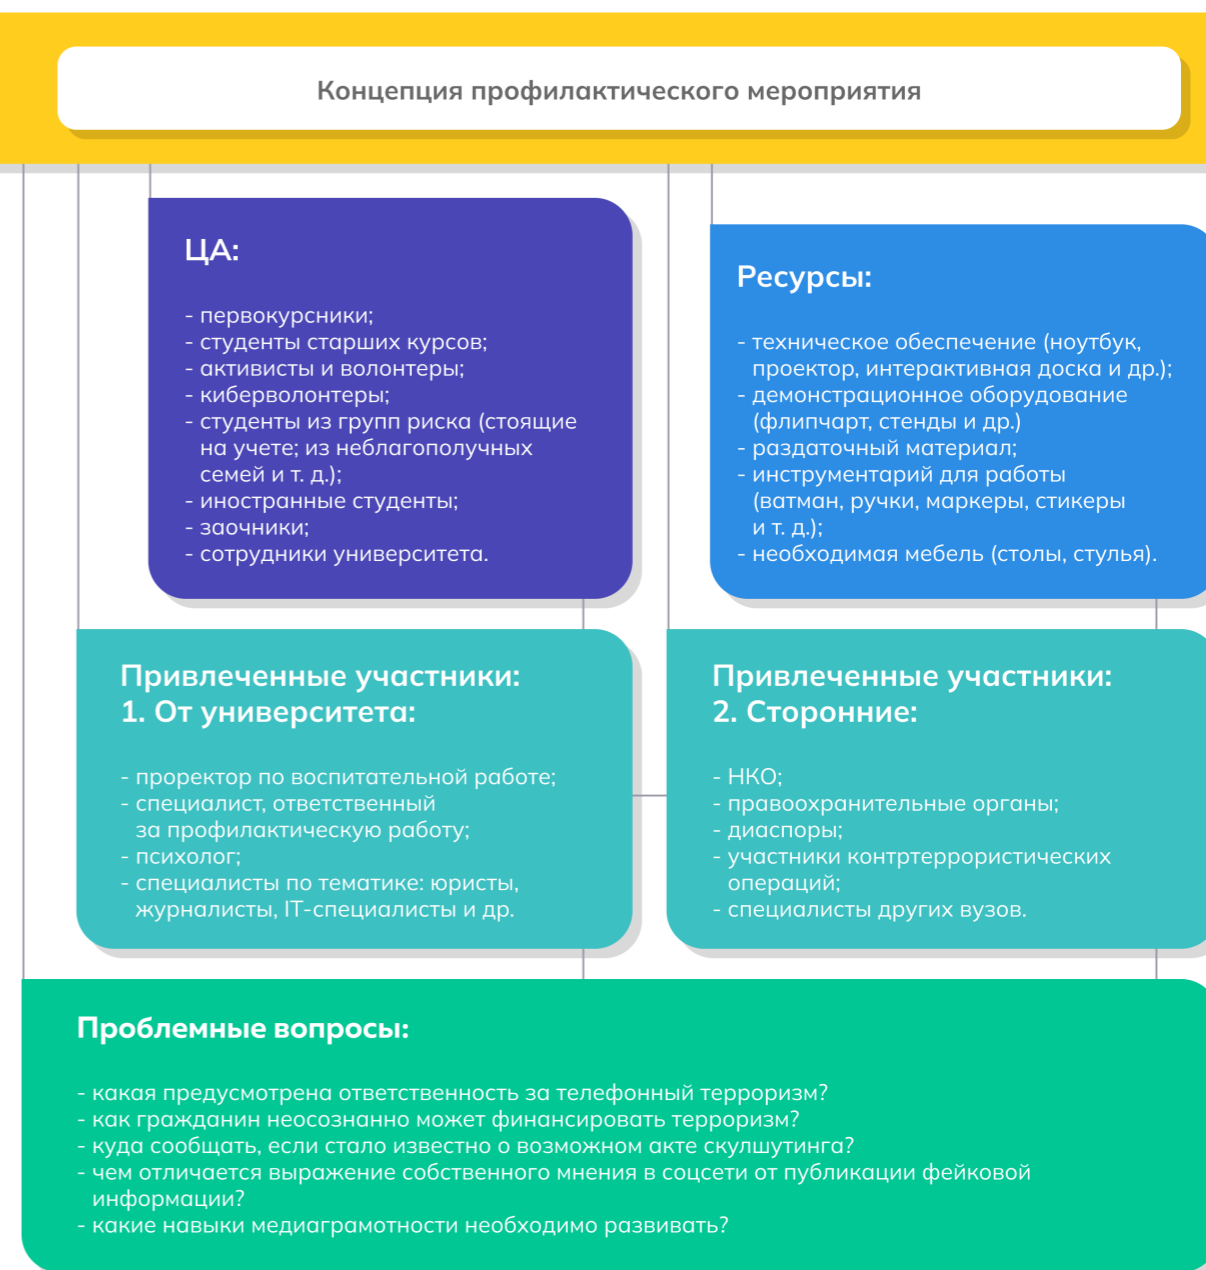 Концепция профилактического мероприятия
ЦА:
- первокурсники;
- студенты старших курсов;
- активисты и волонтеры;
- киберволонтеры;
- студенты из групп риска (стоящие
на учете; из неблагополучных
семей и т. д.);
- иностранные студенты;
- заочники;
- сотрудники университета.
Ресурсы:
- техническое обеспечение (ноутбук,
проектор, интерактивная доска и др.);
- демонстрационное оборудование
(флипчарт, стенды и др.)
- раздаточный материал;
- инструментарий для работы
(ватман, ручки, маркеры, стикеры
и т. д.);
- необходимая мебель (столы, стулья).
Привлеченные участники:
1. От университета:
- проректор по воспитательной работе;
- специалист, ответственный
за профилактическую работу;
- психолог;
- специалисты по тематике: юристы,
журналисты, IT-специалисты и др.
Привлеченные участники:
2. Сторонние:
- НКО;
- правоохранительные органы;
- диаспоры;
- участники контртеррористических
операций;
- специалисты других вузов.
Проблемные вопросы:
- какая предусмотрена ответственность за телефонный терроризм?
- как гражданин неосознанно может финансировать терроризм?
- куда сообщать, если стало известно о возможном акте скулшутинга?
- чем отличается выражение собственного мнения в соцсети от публикации фейковой
информации?
- какие навыки медиаграмотности необходимо развивать?